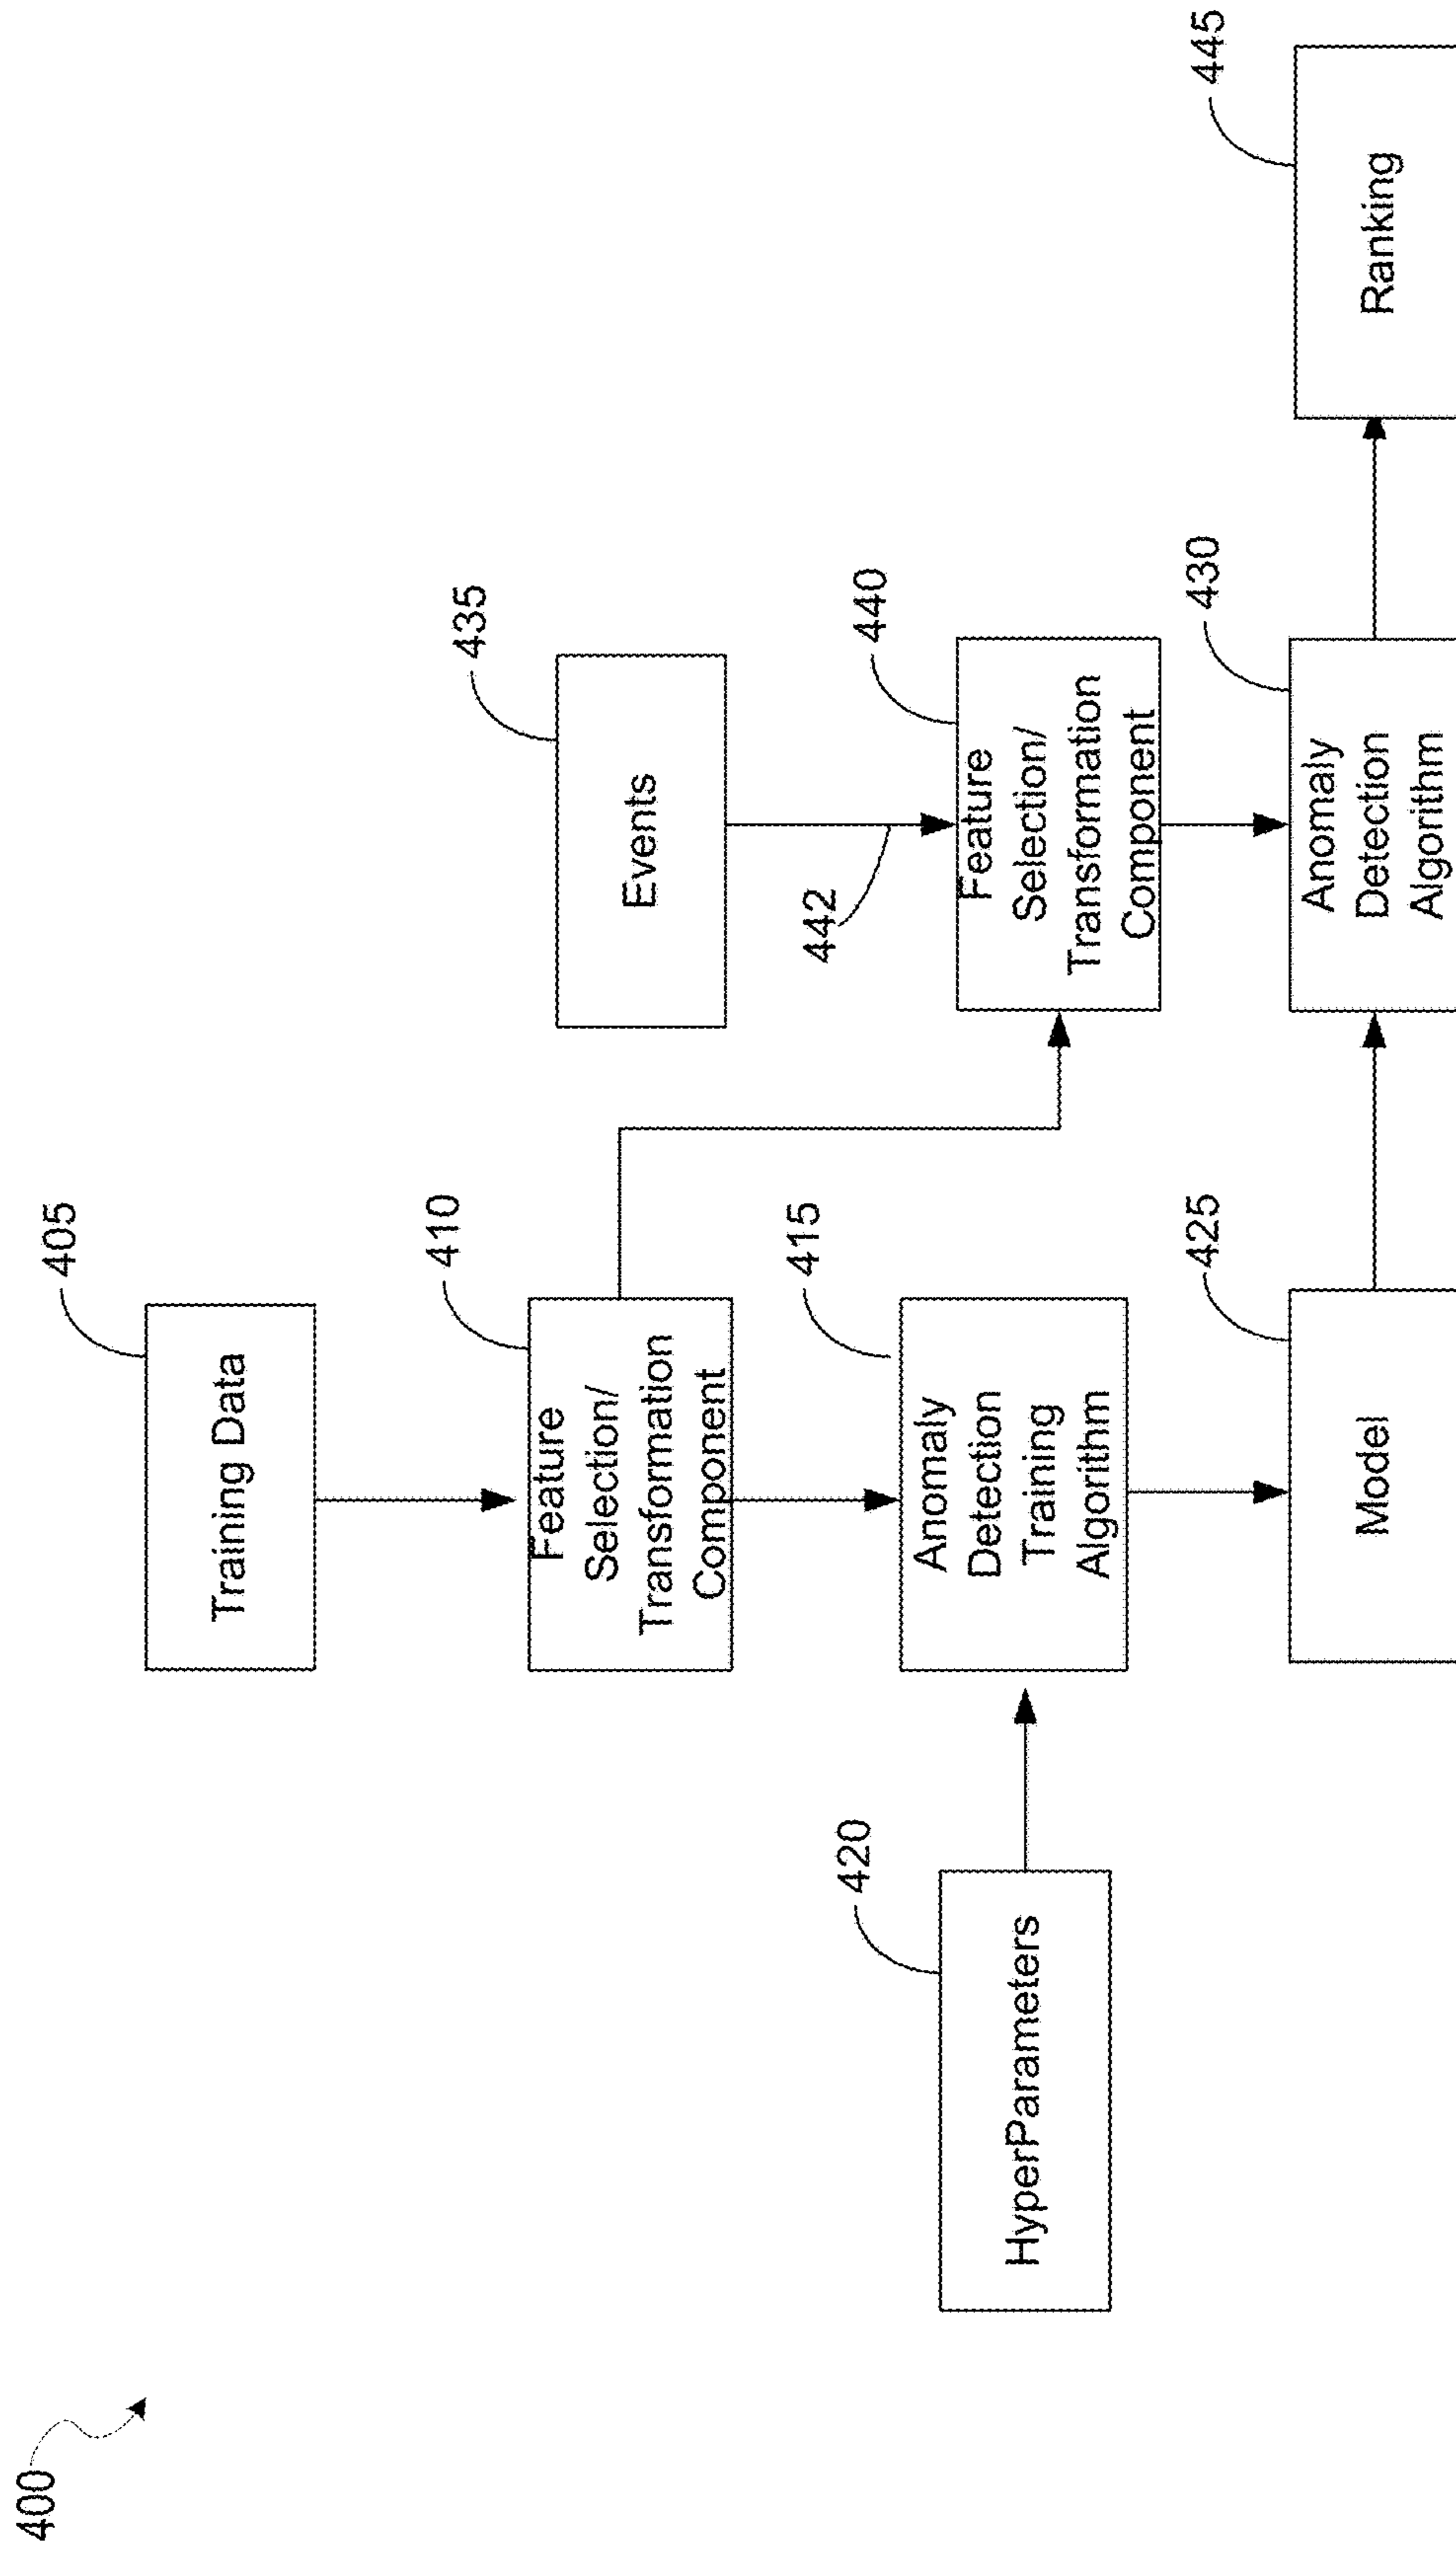 400
405
Training Data
410
Feature
Selection/
Transformation
Component
435
Events
442
440
Feature
Selection/
Transformation
Component
420
HyperParameters
415
Anomaly
Detection
Training
Algorithm
425
Model
430
Anomaly
Detection
Algorithm
445
Ranking